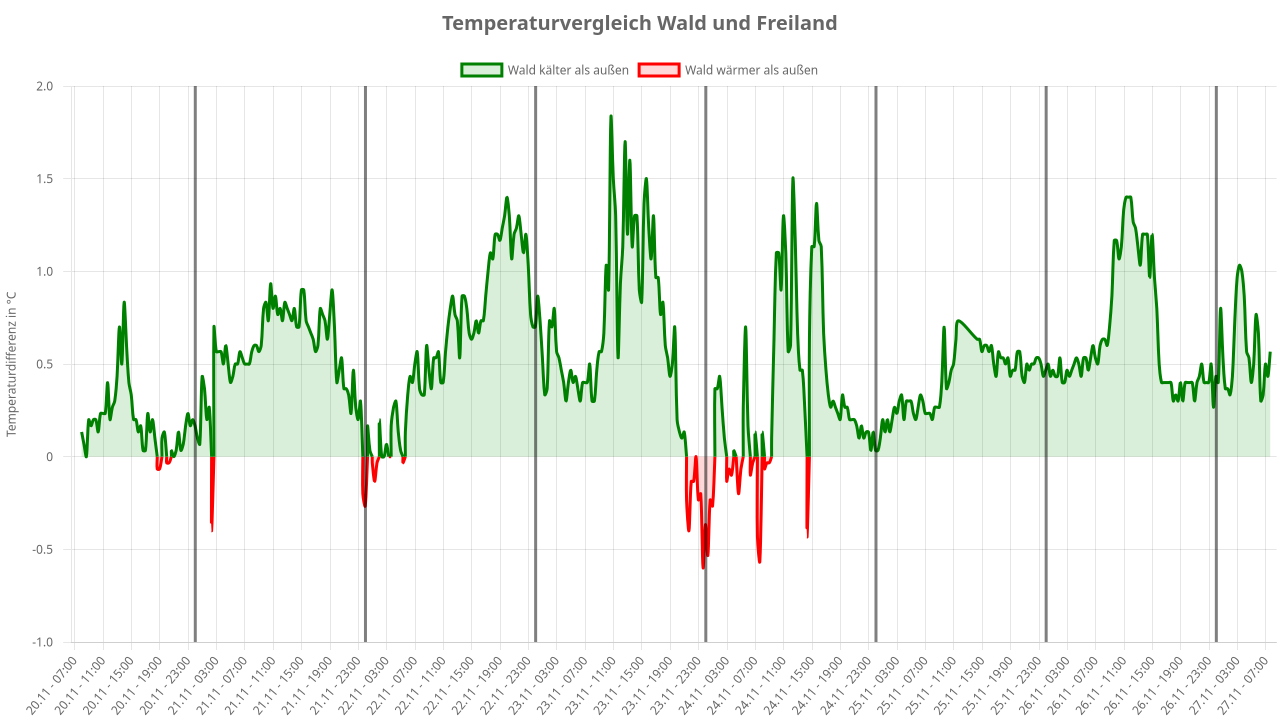 Temperaturvergleich Wald und Freiland
Wald kälter als außen
Wald wärmer als außen
Temperaturdifferenz in °C
2.0
1.5
1.0
0.5
0
-0.5
-1.0
20.11 - 07:00
20.11 - 11:00
20.11 - 15:00
20.11 - 19:00
20.11 - 23:00
21.11 - 03:00
21.11 - 07:00
21.11 - 11:00
21.11 - 15:00
21.11 - 19:00
21.11 - 23:00
22.11 - 03:00
22.11 - 07:00
22.11 - 11:00
22.11 - 15:00
22.11 - 19:00
22.11 - 23:00
23.11 - 03:00
23.11 - 07:00
23.11 - 11:00
23.11 - 15:00
23.11 - 19:00
23.11 - 23:00
24.11 - 03:00
24.11 - 07:00
24.11 - 11:00
24.11 - 15:00
24.11 - 19:00
24.11 - 23:00
25.11 - 03:00
25.11 - 07:00
25.11 - 11:00
25.11 - 15:00
25.11 - 19:00
25.11 - 23:00
26.11 - 03:00
26.11 - 07:00
26.11 - 11:00
26.11 - 15:00
26.11 - 19:00
26.11 - 23:00
27.11 - 03:00
27.11 - 07:00